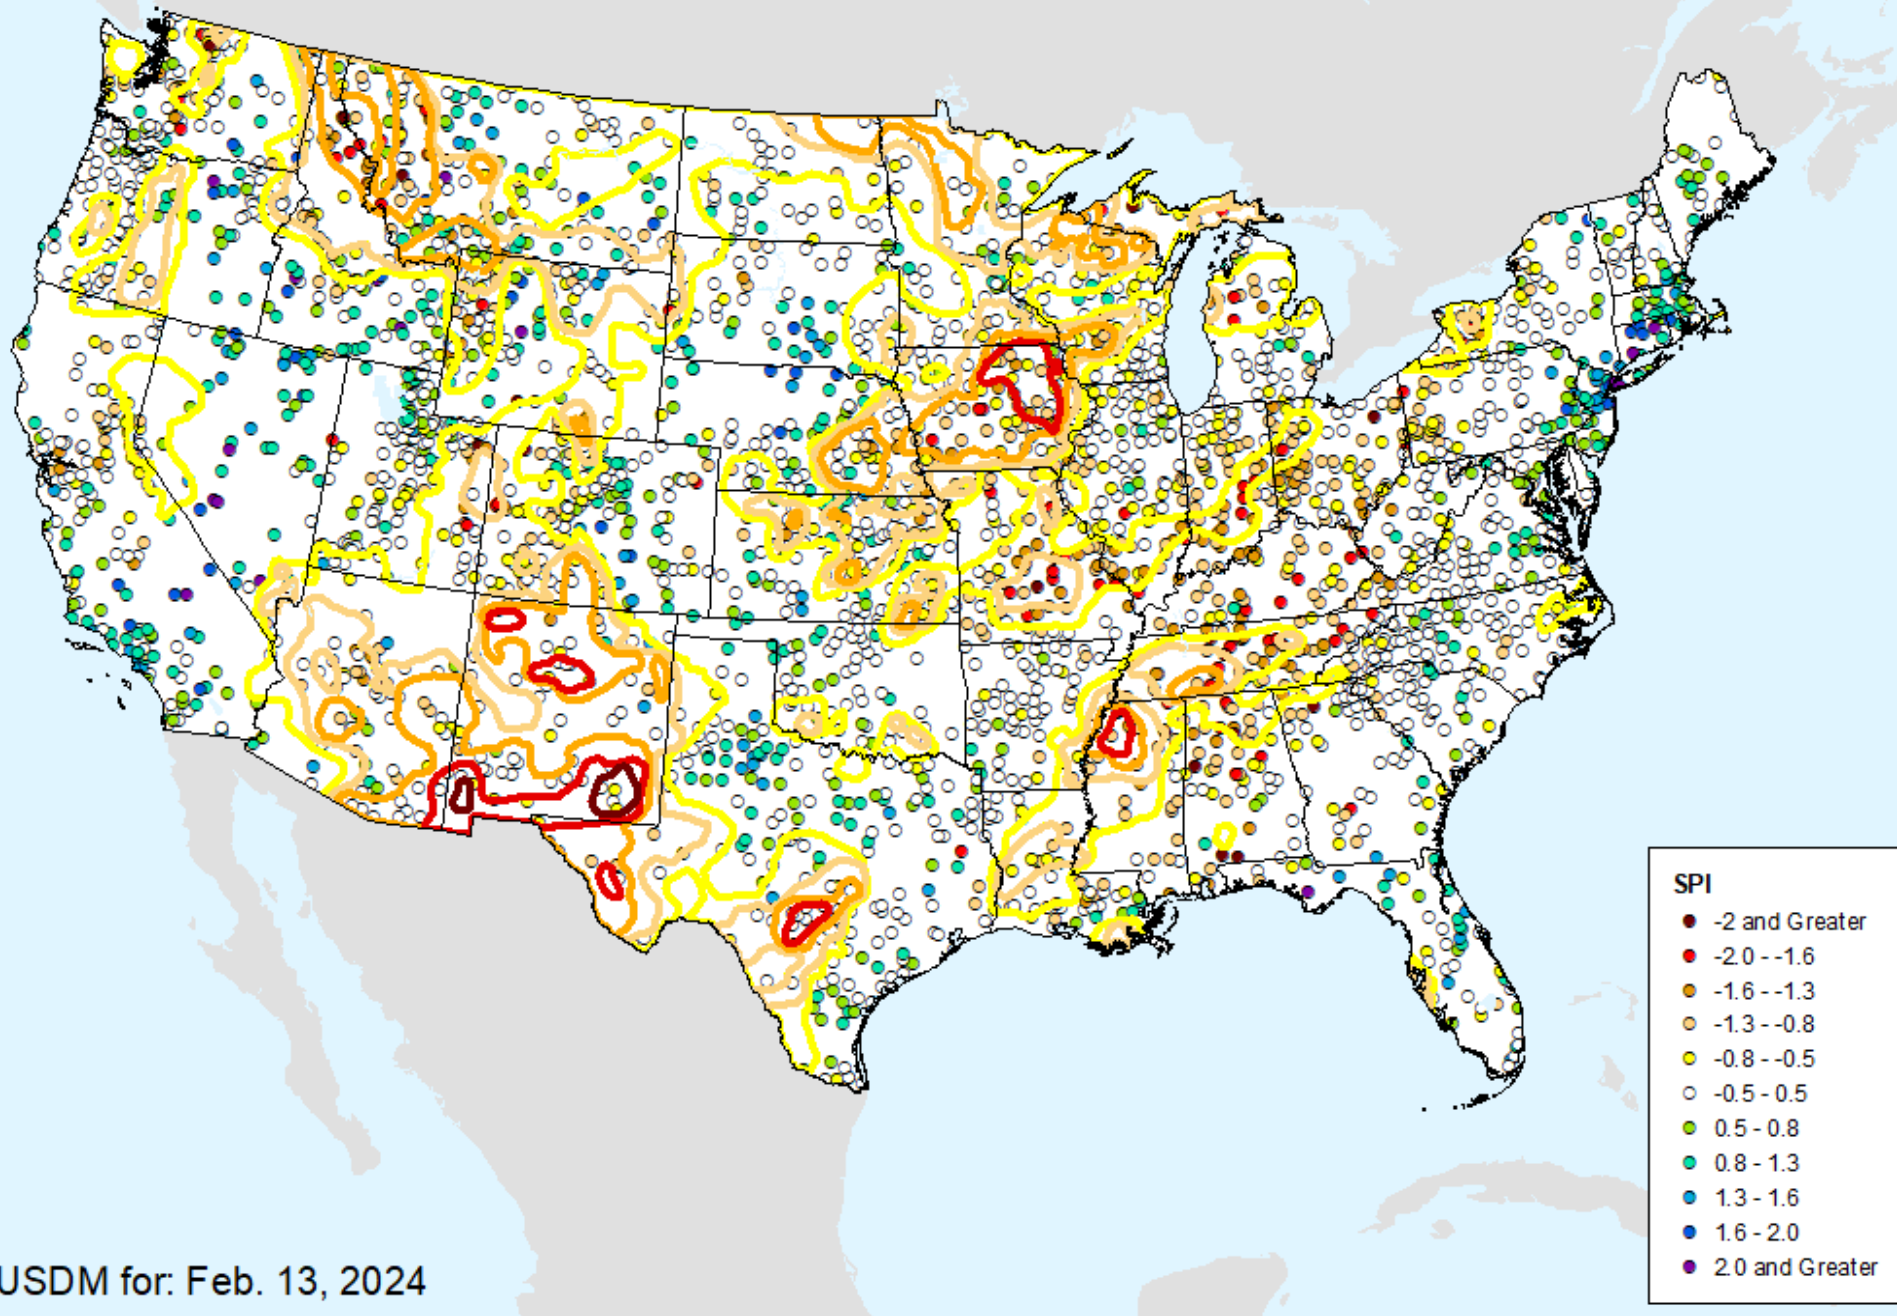 SPI
-2 and Greater
-2.0 - -1.6
-1.6 - -1.3
-1.3 - -0.8
-0.8 - -0.5
-0.5 - 0.5
0.5 - 0.8
0.8 - 1.3
1.3 - 1.6
1.6 - 2.0
2.0 and Greater
USDM for: Feb. 13, 2024